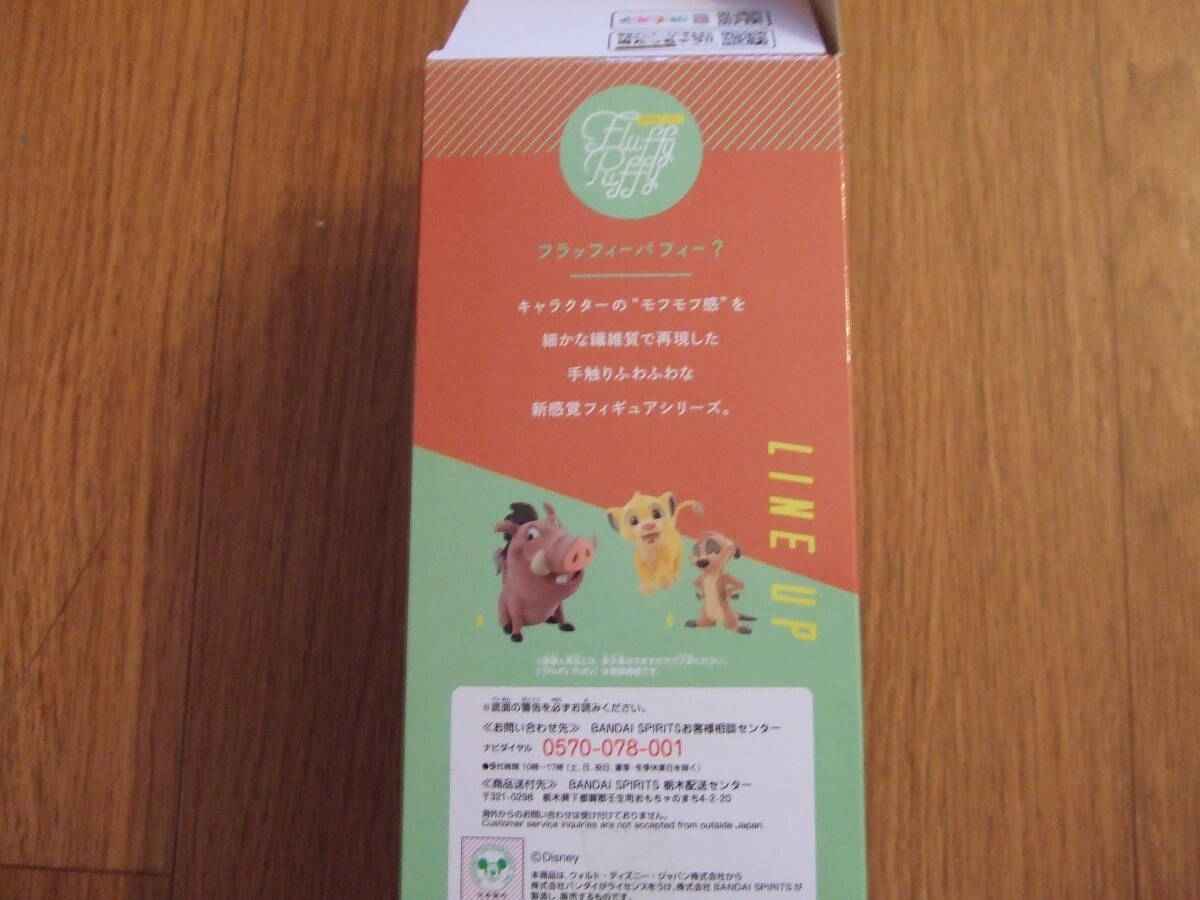 Fluffy
Puffy
フラッフィーパフィー?
キャラクターの"モフモフ感"を
細かな繊維質で再現した
手触りふわふわな
新感覚フィギュアシリーズ。
LINE UP
A
B
※底面の警告を必ずお読みください。
≪お問い合わせ先≫ BANDAI SPIRITSお客様相談センター
ナビダイヤル 0570-078-001
●受付時間 10時~17時(土、日、祝日、夏季・冬季休業日を除く)
≪商品送付先≫ BANDAI SPIRITS 栃木配送センター
〒321-0298 栃木県下都賀郡壬生町おもちゃのまち4-2-20
海外からのお問い合わせは受け付けておりません。
Customer service inquiries are not accepted from outside Japan.
©Disney
本商品は、ウォルト・ディズニー・ジャパン株式会社から
株式会社バンダイがライセンスをうけ、株式会社 BANDAI SPIRITS が
製造し、販売するものです。